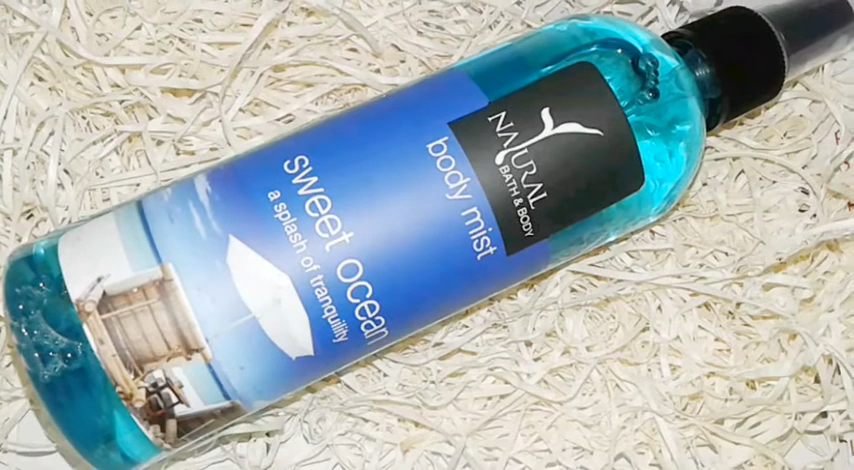 NATURAL
BATH & BODY
body mist
sweet ocean
a splash of tranquility